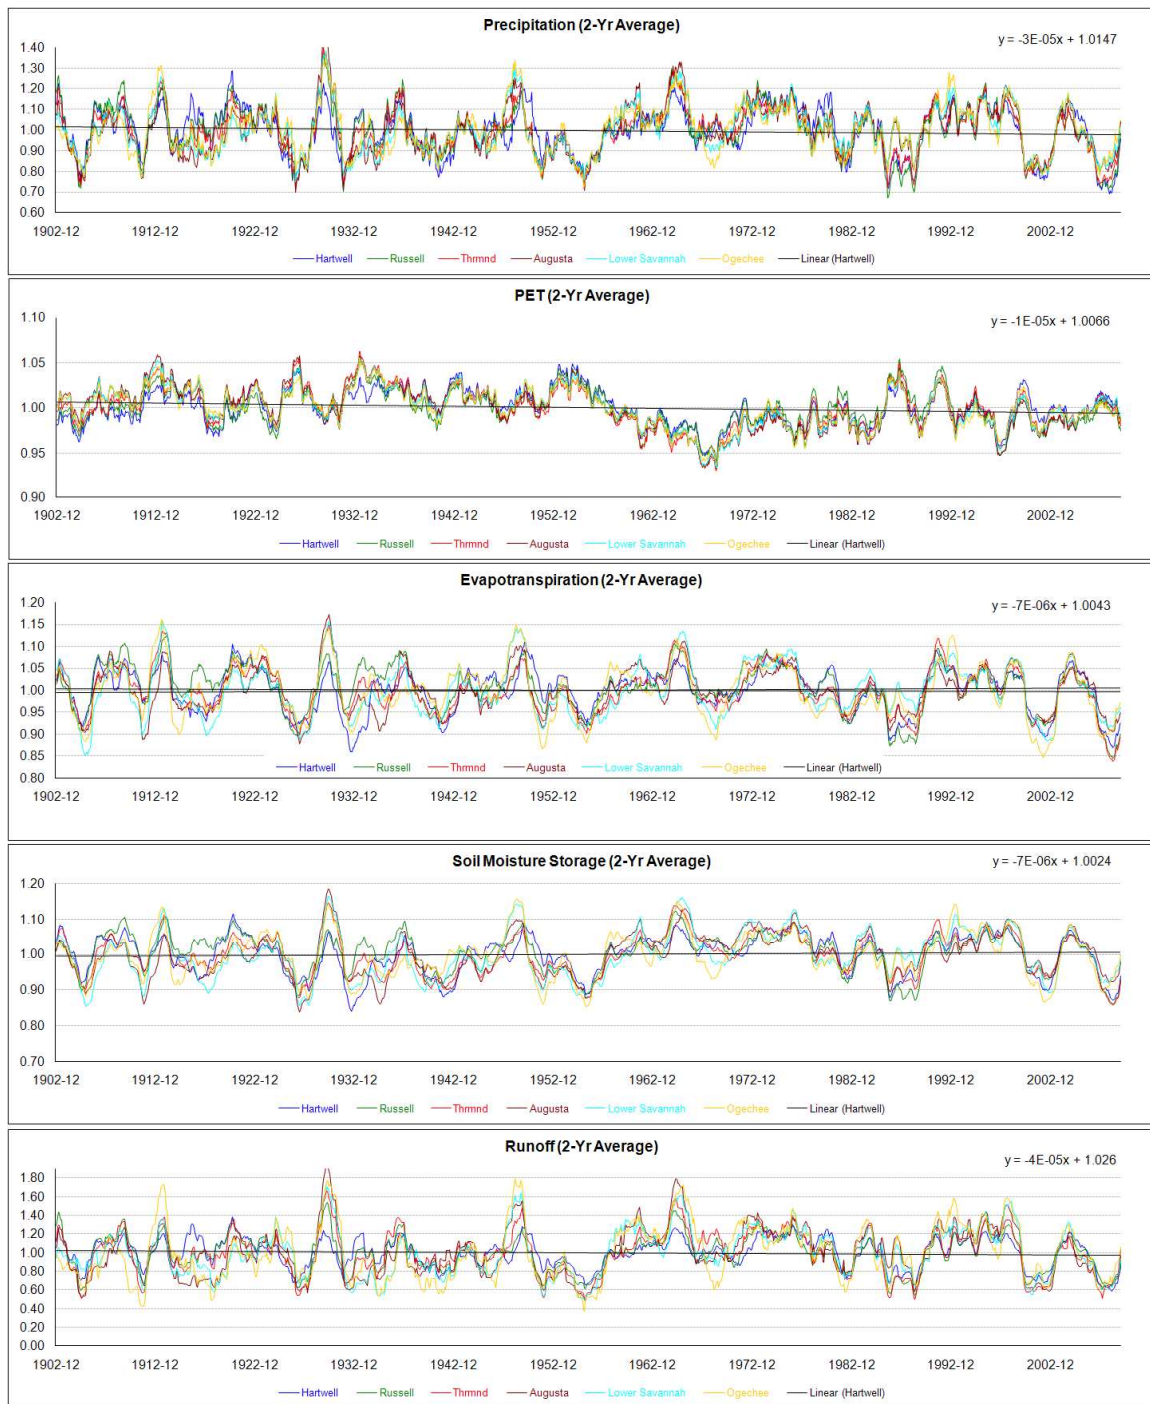 Precipitation (2-Yr Average)
y = -3E-05x + 1.0147
1.40
1.30
1.20
1.10
1.00
0.90
0.80
0.70
0.60
1902-12 1912-12 1922-12 1932-12 1942-12 1952-12 1962-12 1972-12 1982-12 1992-12 2002-12
Hartwell Russell Thrmnd Augusta Lower Savannah Ogechee Linear (Hartwell)
PET (2-Yr Average)
y = -1E-05x + 1.0066
1.10
1.05
1.00
0.95
0.90
1902-12 1912-12 1922-12 1932-12 1942-12 1952-12 1962-12 1972-12 1982-12 1992-12 2002-12
Hartwell Russell Thrmnd Augusta Lower Savannah Ogechee Linear (Hartwell)
Evapotranspiration (2-Yr Average)
y = -7E-06x + 1.0043
1.20
1.15
1.10
1.05
1.00
0.95
0.90
0.85
0.80
Hartwell Russell Thrmnd Augusta Lower Savannah Ogechee Linear (Hartwell)
1902-12 1912-12 1922-12 1932-12 1942-12 1952-12 1962-12 1972-12 1982-12 1992-12 2002-12
Soil Moisture Storage (2-Yr Average)
y = -7E-06x + 1.0024
1.20
1.10
1.00
0.90
0.80
0.70
1902-12 1912-12 1922-12 1932-12 1942-12 1952-12 1962-12 1972-12 1982-12 1992-12 2002-12
Hartwell Russell Thrmnd Augusta Lower Savannah Ogechee Linear (Hartwell)
Runoff (2-Yr Average)
y = -4E-05x + 1.026
1.80
1.60
1.40
1.20
1.00
0.80
0.60
0.40
0.20
0.00
1902-12 1912-12 1922-12 1932-12 1942-12 1952-12 1962-12 1972-12 1982-12 1992-12 2002-12
Hartwell Russell Thrmnd Augusta Lower Savannah Ogechee Linear (Hartwell)